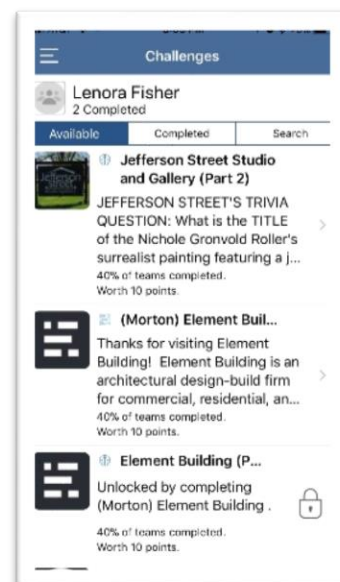 Challenges
Lenora Fisher
2 Completed
Available Completed Search
Jefferson Street Studio
and Gallery (Part 2)
JEFFERSON STREET'S TRIVIA
QUESTION: What is the TITLE
of the Nichole Gronvold Roller's
surrealist painting featuring a j...
40% of teams completed.
Worth 10 points.
(Morton) Element Buil...
Thanks for visiting Element
Building! Element Building is an
architectural design-build firm
for commercial, residential, an...
40% of teams completed.
Worth 10 points.
Element Building (P...
Unlocked by completing
(Morton) Element Building .
40% of teams completed.
Worth 10 points.